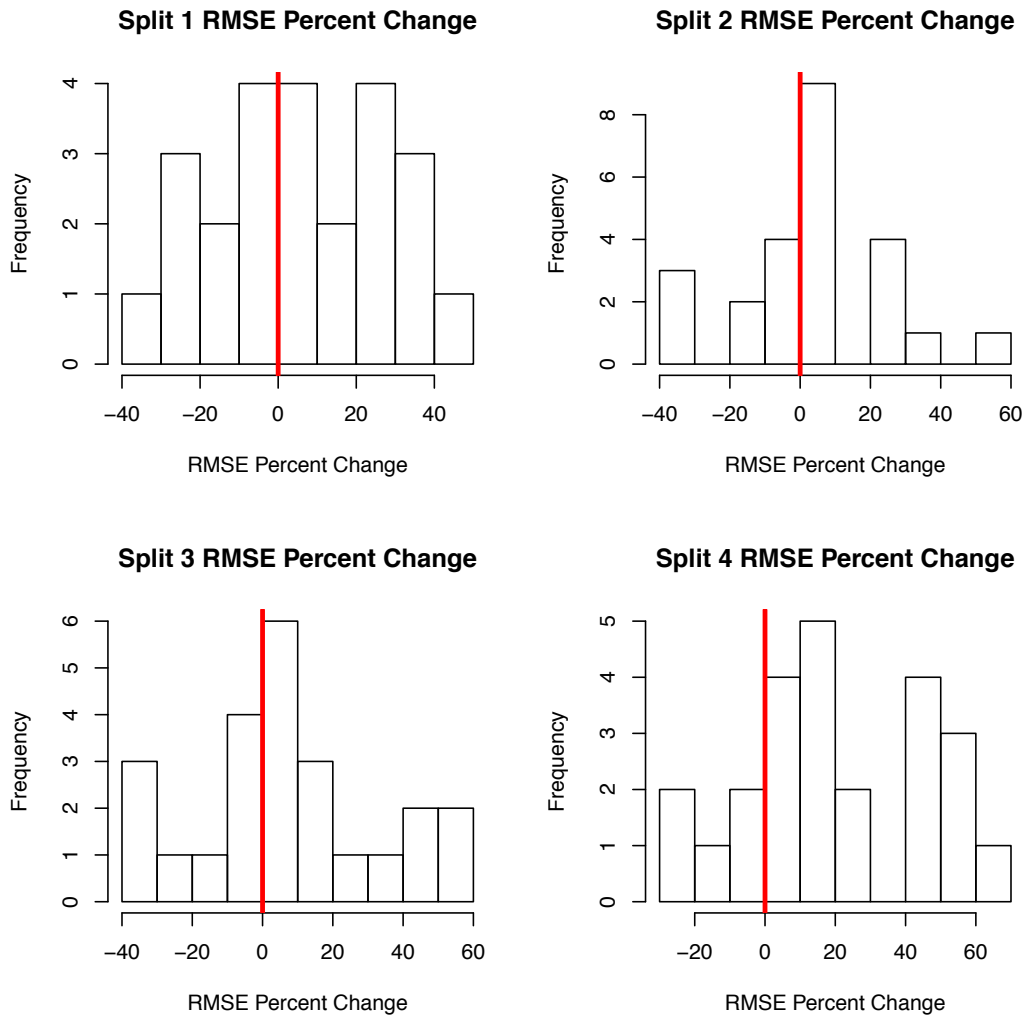 Split 1 RMSE Percent Change
Frequency
4
3
2
1
0
−40 −20 0 20 40
RMSE Percent Change
Split 2 RMSE Percent Change
Frequency
8
6
4
2
0
−40 −20 0 20 40 60
RMSE Percent Change
Split 3 RMSE Percent Change
Frequency
6
5
4
3
2
1
0
−40 −20 0 20 40 60
RMSE Percent Change
Split 4 RMSE Percent Change
Frequency
5
4
3
2
1
0
−20 0 20 40 60
RMSE Percent Change